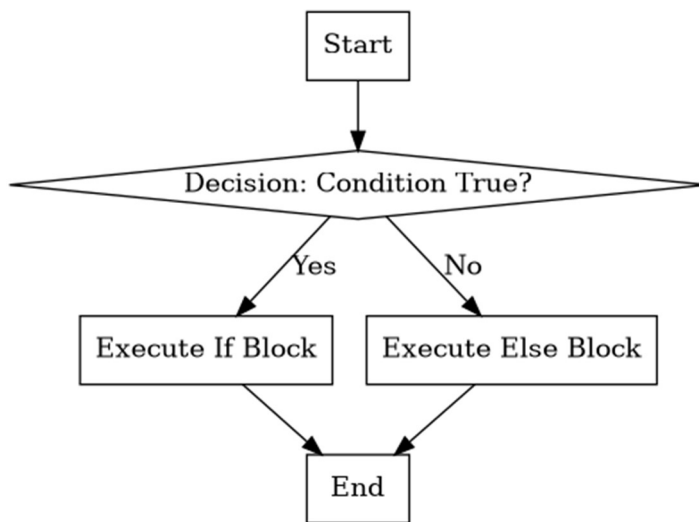 Start
Decision: Condition True?
Yes
No
Execute If Block
Execute Else Block
End